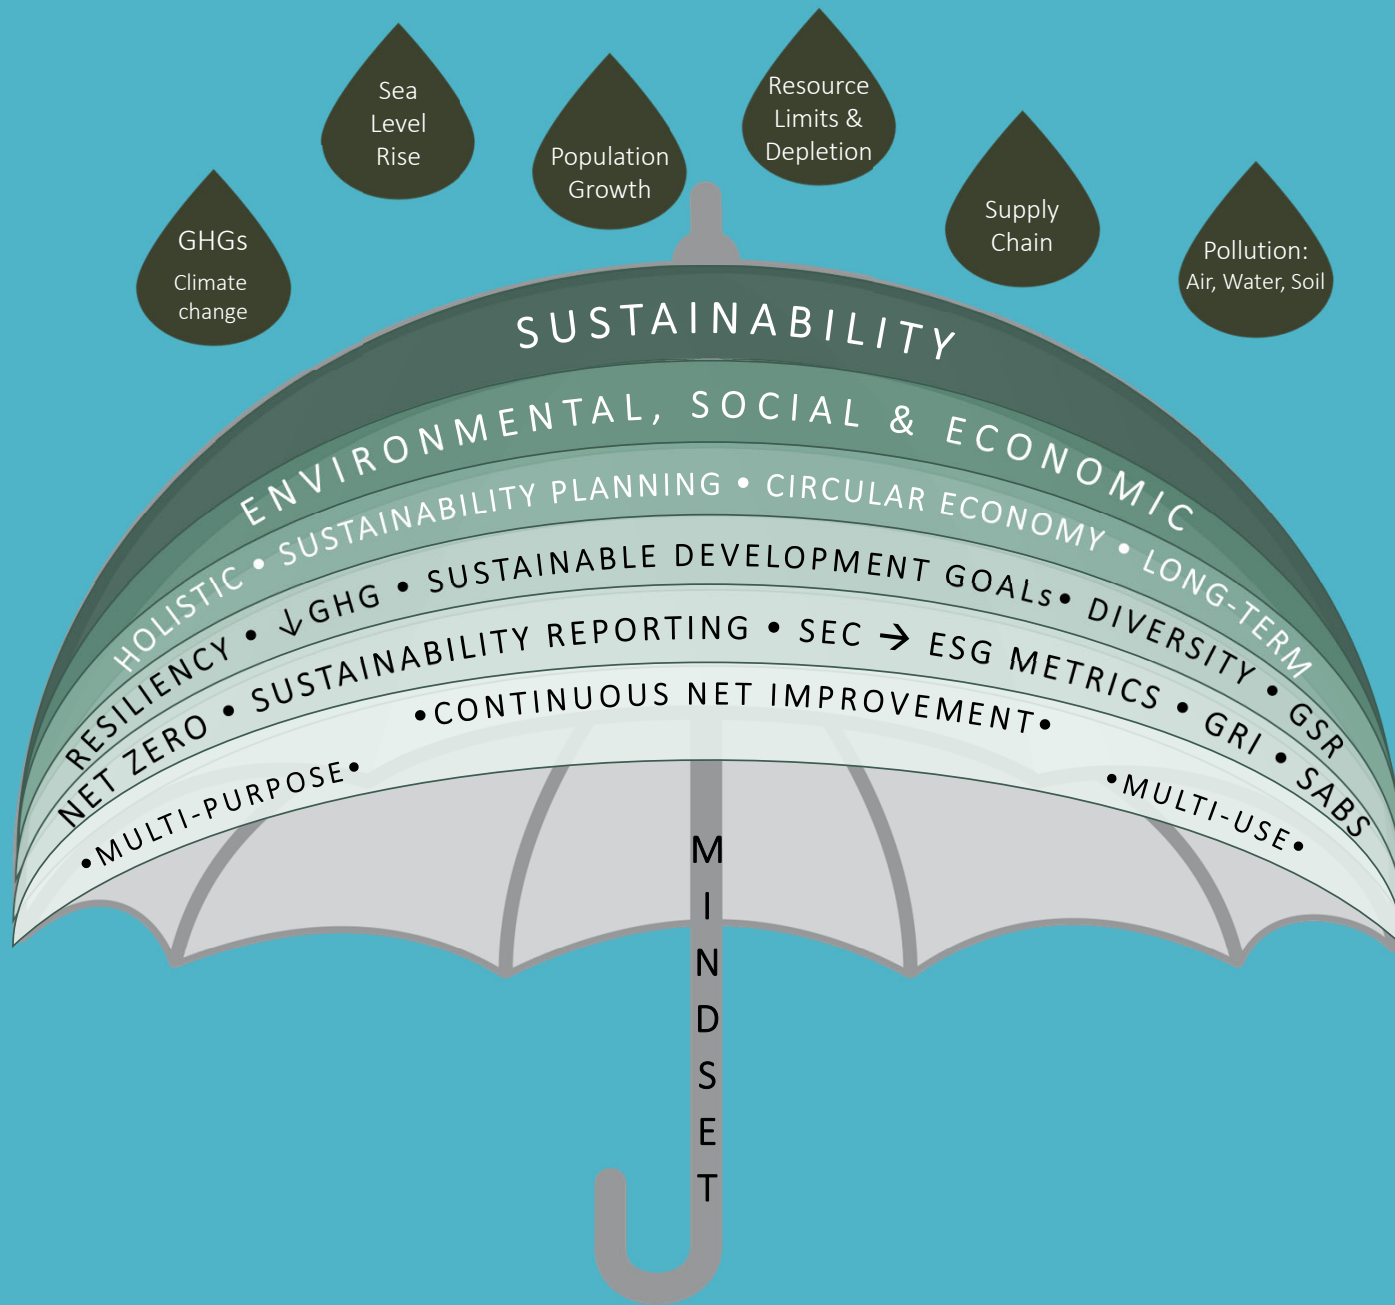 Sea
Level
Rise
Population
Growth
Resource
Limits &
Depletion
GHGs
Climate
change
Supply
Chain
Pollution:
Air, Water, Soil
SUSTAINABILITY
ENVIRONMENTAL, SOCIAL & ECONOMIC
HOLISTIC • SUSTAINABILITY PLANNING • CIRCULAR ECONOMY • LONG-TERM
RESILIENCY • ↓GHG • SUSTAINABLE DEVELOPMENT GOALs• DIVERSITY • GSR
NET ZERO • SUSTAINABILITY REPORTING • SEC → ESG METRICS • GRI • SABS
•CONTINUOUS NET IMPROVEMENT•
•MULTI-PURPOSE•
•MULTI-USE•
MINDSET